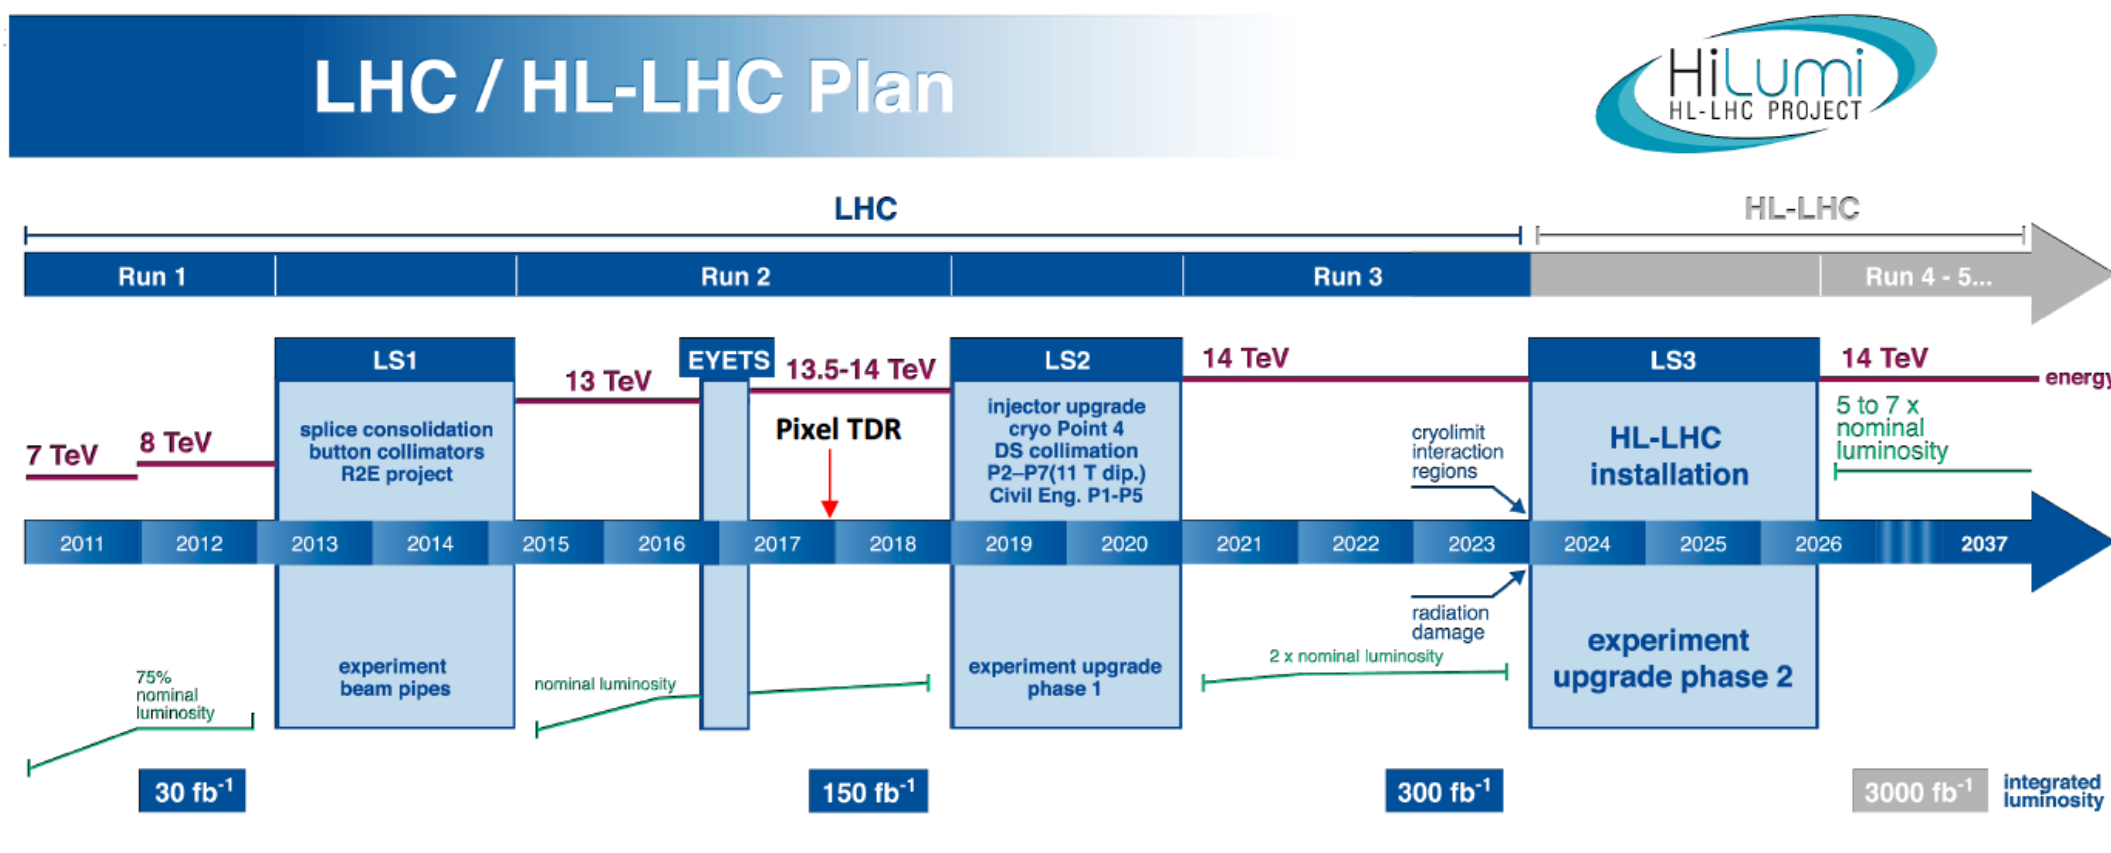 LHC / HL-LHC Plan
HiLumi
HL-LHC PROJECT
LHC
HL-LHC
Run 1
Run 2
Run 3
Run 4 - 5...
LS1
EYETS
13.5-14 TeV
LS2
14 TeV
LS3
14 TeV
energy
13 TeV
7 TeV
8 TeV
splice consolidation
button collimators
R2E project
Pixel TDR
injector upgrade
cryo Point 4
DS collimation
P2–P7(11 T dip.)
Civil Eng. P1-P5
cryolimit
interaction
regions
HL-LHC
installation
5 to 7 x
nominal
luminosity
2011
2012
2013
2014
2015
2016
2017
2018
2019
2020
2021
2022
2023
2024
2025
2026
2037
75%
nominal
luminosity
experiment
beam pipes
nominal luminosity
experiment upgrade
phase 1
2 x nominal luminosity
radiation
damage
experiment
upgrade phase 2
30 fb⁻¹
150 fb⁻¹
300 fb⁻¹
3000 fb⁻¹
integrated
luminosity